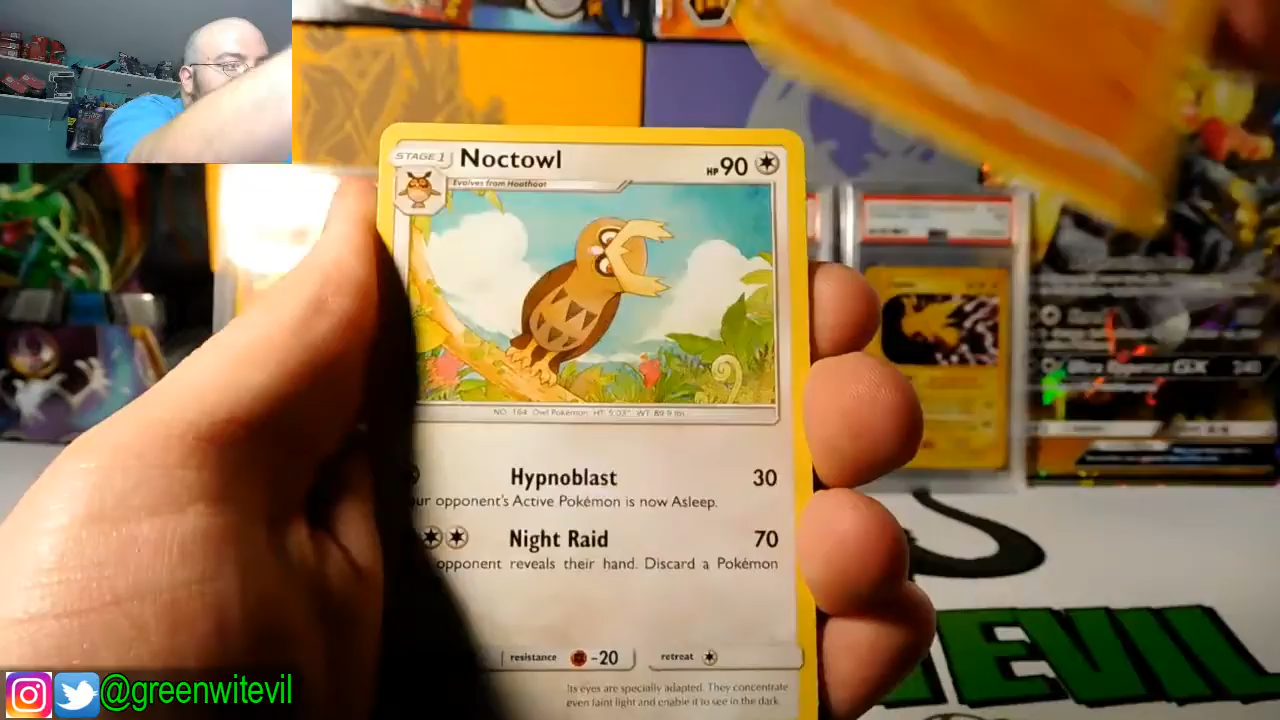 STAGE 1 Noctowl HP 90
Evolves from Hoothoot
NO. 164 Owl Pokémon HT: 5'03" WT: 89.9 lbs.
Hypnoblast 30
opponent's Active Pokémon is now Asleep.
Night Raid 70
opponent reveals their hand. Discard a Pokémon
resistance -20 retreat
Its eyes are specially adapted. They concentrate
even faint light and enable it to see in the dark.
GX
EVIL
@greenwitevil